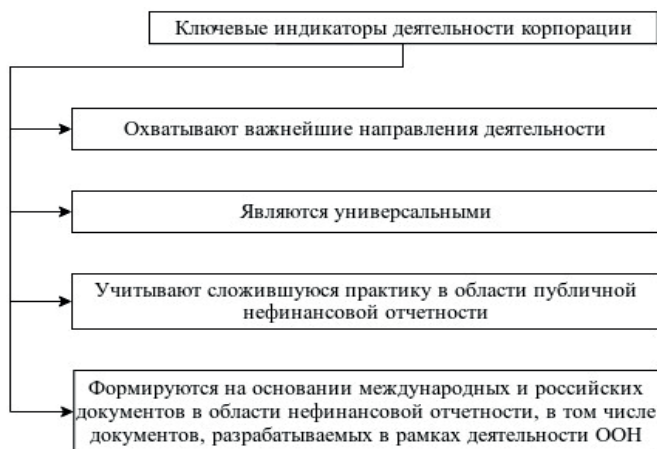 Ключевые индикаторы деятельности корпорации
Охватывают важнейшие направления деятельности
Являются универсальными
Учитывают сложившуюся практику в области публичной
нефинансовой отчетности
Формируются на основании международных и российских
документов в области нефинансовой отчетности, в том числе
документов, разрабатываемых в рамках деятельности ООН